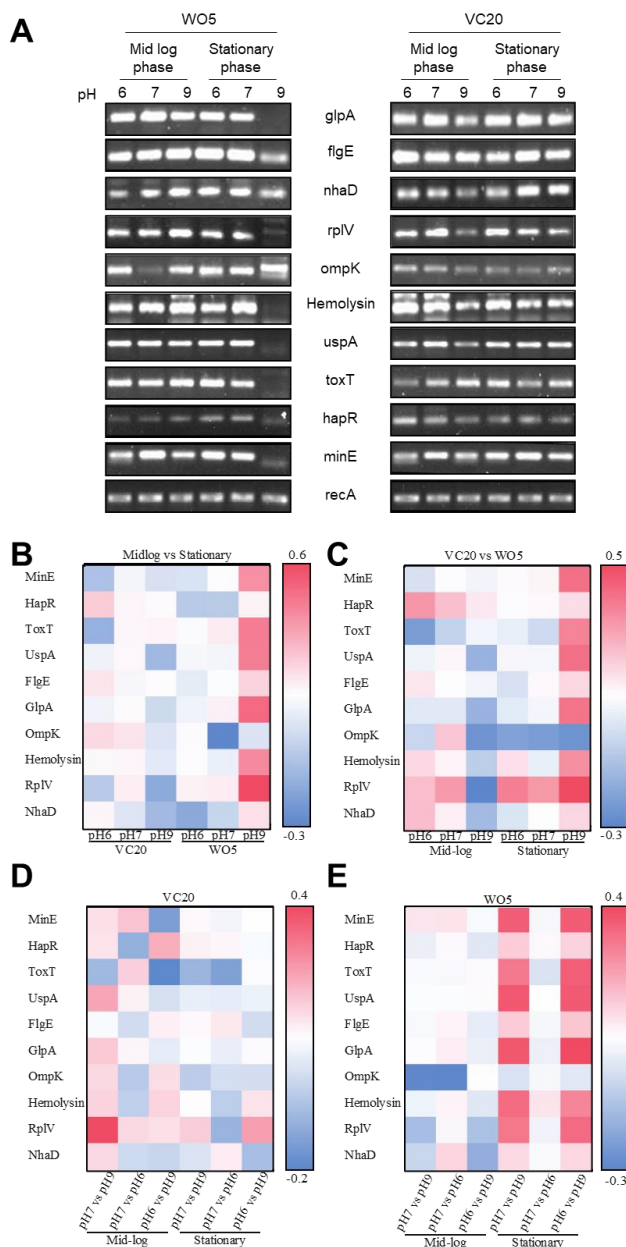 A
WO5
VC20
Mid log phase
Stationary phase
Mid log phase
Stationary phase
pH
6 7 9 6 7 9
6 7 9 6 7 9
glpA
flgE
nhaD
rplV
ompK
Hemolysin
uspA
toxT
hapR
minE
recA
B
Midlog vs Stationary
0.6
MinE
HapR
ToxT
UspA
FlgE
GlpA
OmpK
Hemolysin
RplV
NhaD
-0.3
pH6 pH7 pH9 pH6 pH7 pH9
VC20 WO5
C
VC20 vs WO5
0.5
MinE
HapR
ToxT
UspA
FlgE
GlpA
OmpK
Hemolysin
RplV
NhaD
-0.3
pH6 pH7 pH9 pH6 pH7 pH9
Mid-log Stationary
D
VC20
0.4
MinE
HapR
ToxT
UspA
FlgE
GlpA
OmpK
Hemolysin
RplV
NhaD
-0.2
pH7 vs pH9
pH7 vs pH6
pH6 vs pH9
pH7 vs pH9
pH7 vs pH6
pH6 vs pH9
Mid-log Stationary
E
WO5
0.4
MinE
HapR
ToxT
UspA
FlgE
GlpA
OmpK
Hemolysin
RplV
NhaD
-0.3
pH7 vs pH9
pH7 vs pH6
pH6 vs pH9
pH7 vs pH9
pH7 vs pH6
pH6 vs pH9
Mid-log Stationary